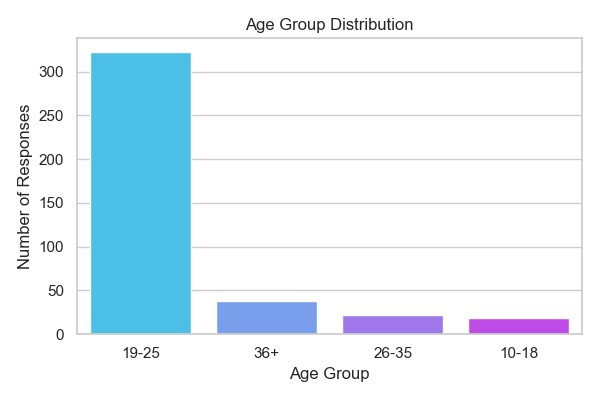 Age Group Distribution
Number of Responses
300
250
200
150
100
50
0
19-25 36+ 26-35 10-18
Age Group